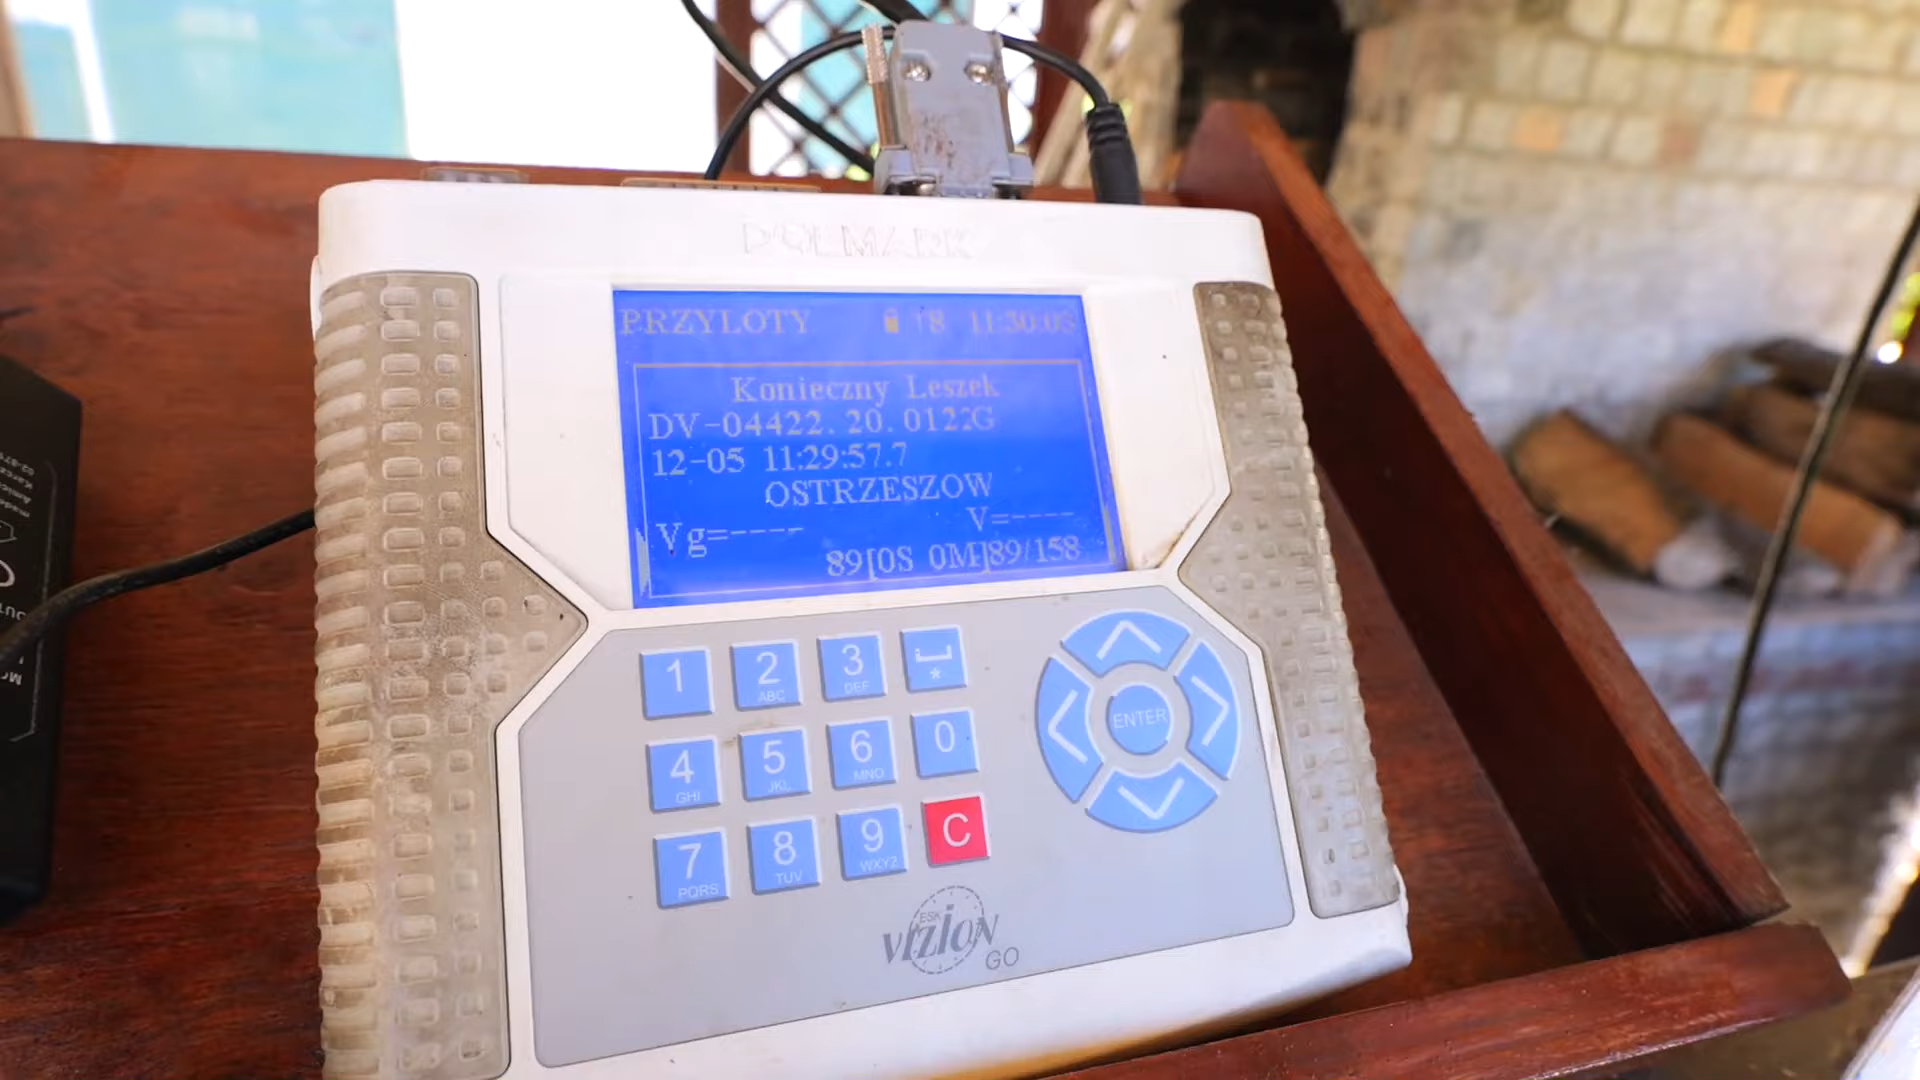 POLMARK
PRZYLOTY 18 11:30:03
Konieczny Leszek
DV-04422.20.0122G
12-05 11:29:57.7
OSTRZESZOW
Vg=---- V=----
89[0S 0M]89/158
1 2 ABC 3 DEF *
4 GHI 5 JKL 6 MNO 0
7 PQRS 8 TUV 9 WXYZ C
ENTER
ESK
VIZION
GO